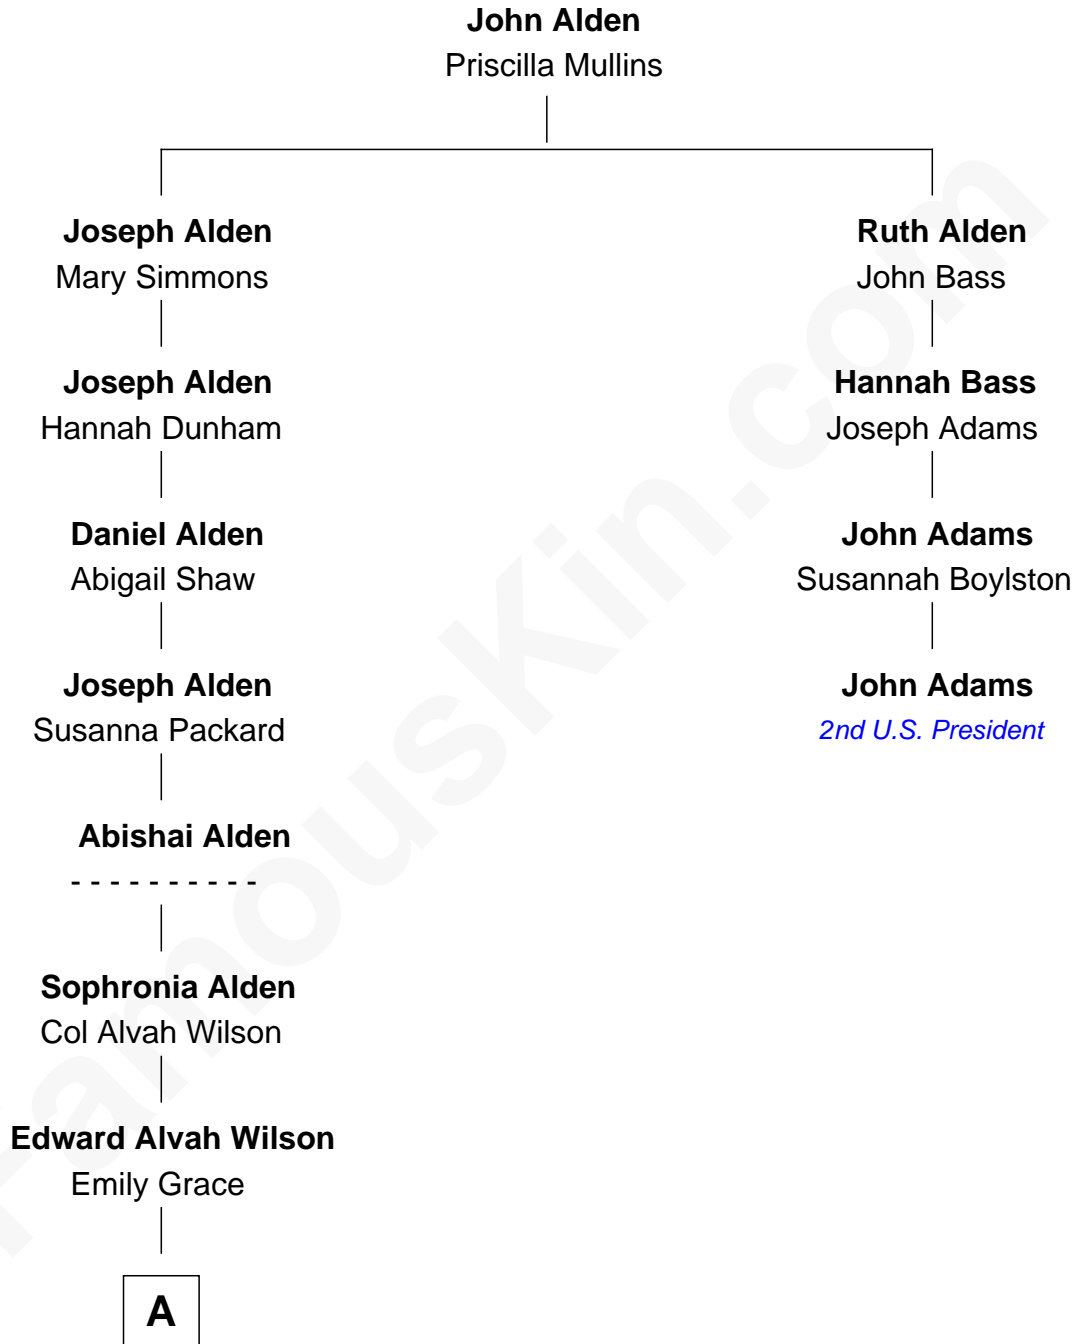 John Alden
Priscilla Mullins
Joseph Alden
Mary Simmons
Ruth Alden
John Bass
Joseph Alden
Hannah Dunham
Hannah Bass
Joseph Adams
Daniel Alden
Abigail Shaw
John Adams
Susannah Boylston
Joseph Alden
Susanna Packard
John Adams
2nd U.S. President
Abishai Alden
- - - - - - - - - -
Sophronia Alden
Col Alvah Wilson
Edward Alvah Wilson
Emily Grace
A
FamousKin.com